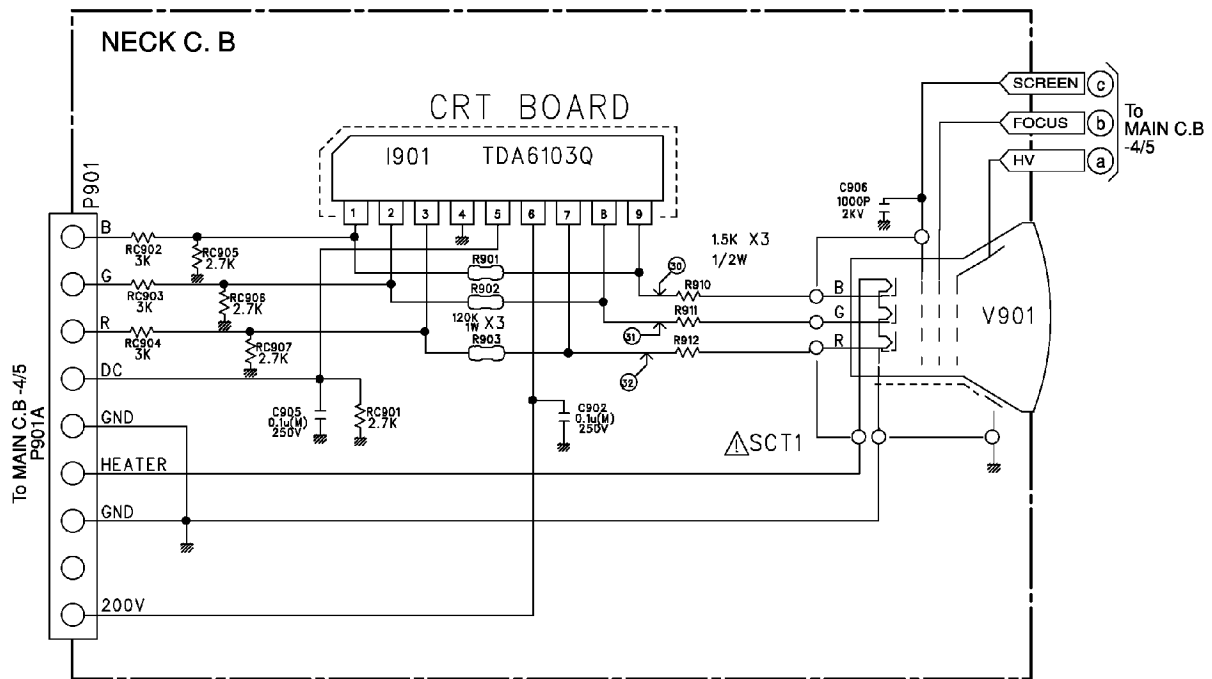 NECK C. B
CRT BOARD
I901 TDA6103Q
1 2 3 4 5 6 7 8 9
SCREEN c
FOCUS b
HV a
To
MAIN C.B
-4/5
P901
B
RC902
3K
RC905
2.7K
G
RC903
3K
RC906
2.7K
R
RC904
3K
RC907
2.7K
DC
GND
HEATER
GND
200V
To MAIN C.B -4/5
P901A
C905
0.1u(M)
250V
RC901
2.7K
C902
0.1u(M)
250V
R901
R902
120K
1W X3
R903
30
31
32
1.5K X3
1/2W
R910
R911
R912
C906
1000P
2KV
B
G
R
V901
!SCT1